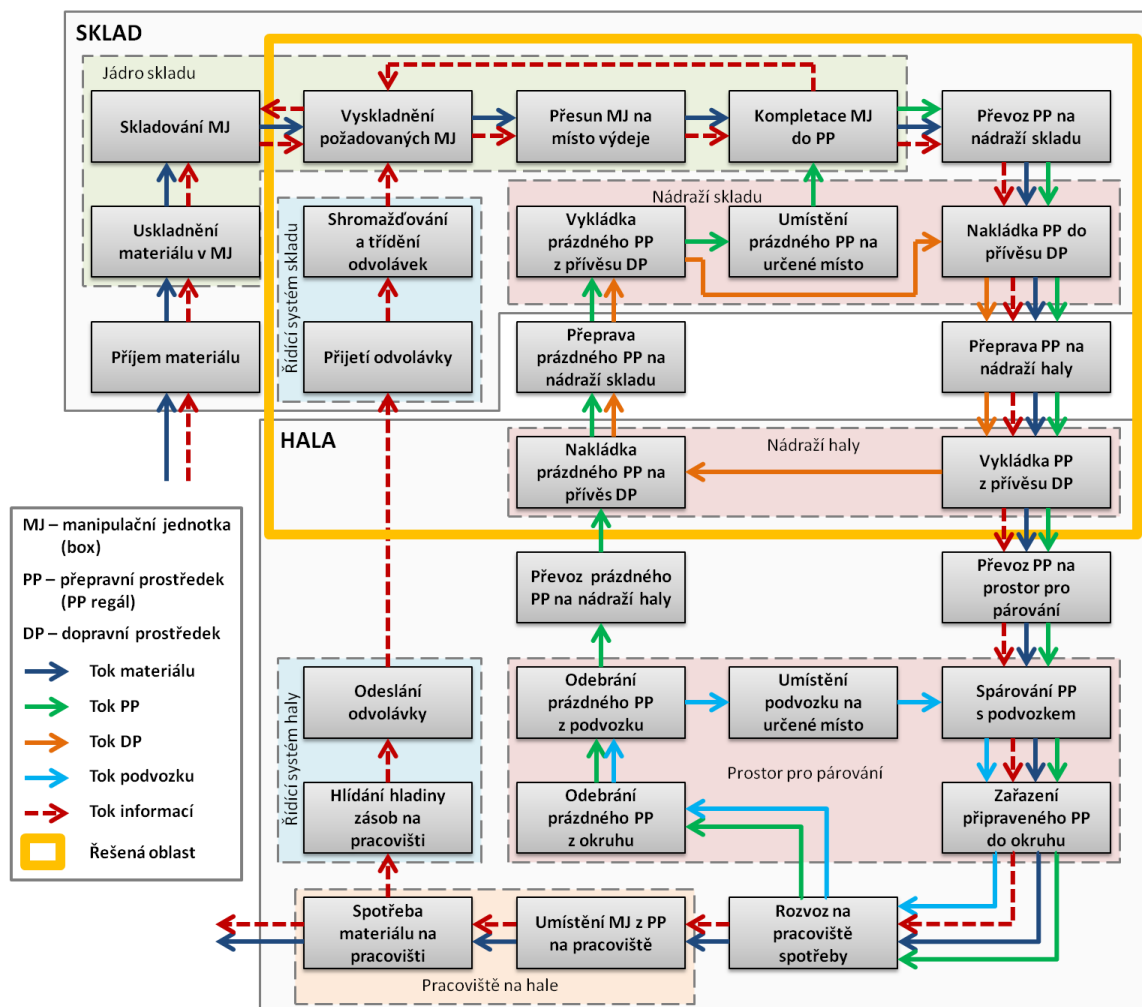 SKLAD
Jádro skladu
Skladování MJ
Vyskladnění
požadovaných MJ
Přesun MJ na
místo výdeje
Kompletace MJ
do PP
Převoz PP na
nádraží skladu
Uskladnění
materiálu v MJ
Řídící systém skladu
Shromažďování
a třídění
odvolávek
Nádraží skladu
Vykládka
prázdného PP
z přívěsu DP
Umístění
prázdného PP na
určené místo
Nakládka PP do
přívěsu DP
Příjem materiálu
Přijetí odvolávky
Přeprava
prázdného PP na
nádraží skladu
Přeprava PP na
nádraží haly
HALA
Nakládka
prázdného PP na
přívěs DP
Nádraží haly
Vykládka PP
z přívěsu DP
MJ – manipulační jednotka
(box)
PP – přepravní prostředek
(PP regál)
DP – dopravní prostředek
Tok materiálu
Tok PP
Tok DP
Tok podvozku
Tok informací
Řešená oblast
Převoz prázdného
PP na nádraží haly
Převoz PP na
prostor pro
párování
Řídící systém haly
Odeslání
odvolávky
Odebrání
prázdného PP
z podvozku
Umístění
podvozku na
určené místo
Spárování PP
s podvozkem
Prostor pro párování
Hlídání hladiny
zásob na
pracovišti
Odebrání
prázdného PP
z okruhu
Zařazení
připraveného PP
do okruhu
Spotřeba
materiálu na
pracovišti
Umístění MJ z PP
na pracoviště
Rozvoz na
pracoviště
spotřeby
Pracoviště na hale